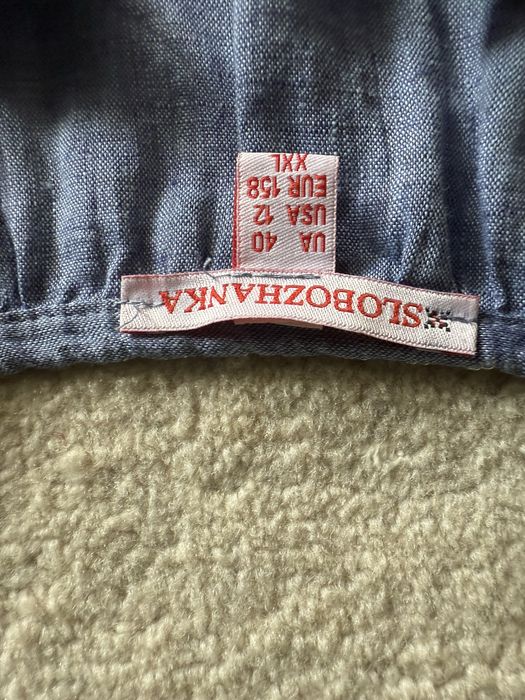 SLOBOZHANKA
UA 40
USA 12
EUR 158
XXL